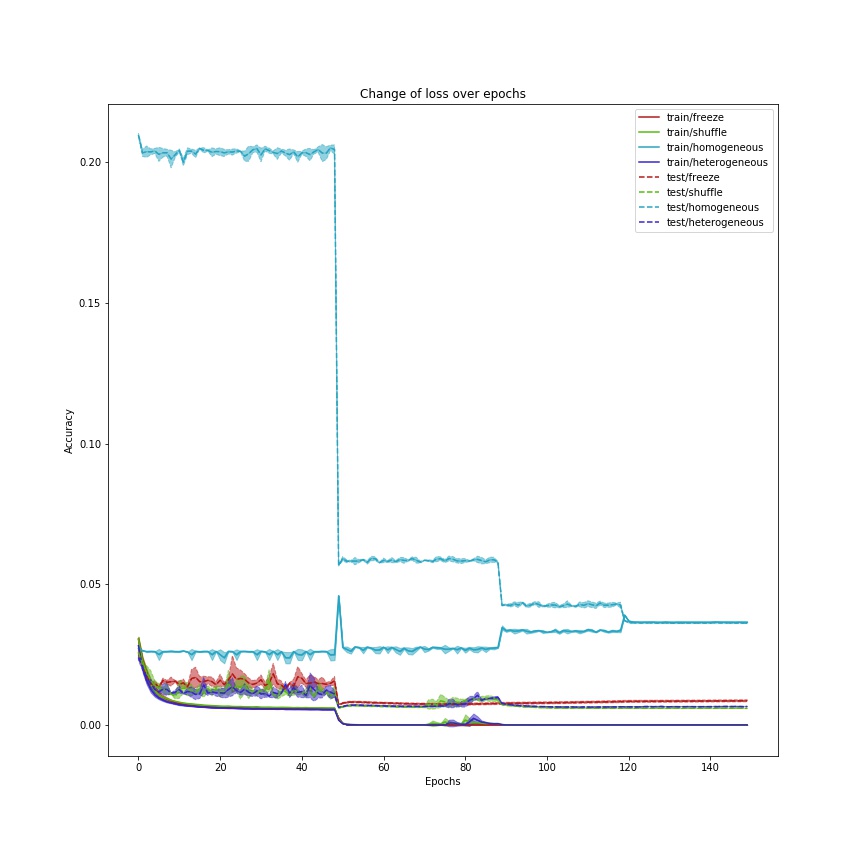 Change of loss over epochs
train/freeze
train/shuffle
train/homogeneous
train/heterogeneous
test/freeze
test/shuffle
test/homogeneous
test/heterogeneous
Accuracy
0.20
0.15
0.10
0.05
0.00
0 20 40 60 80 100 120 140
Epochs